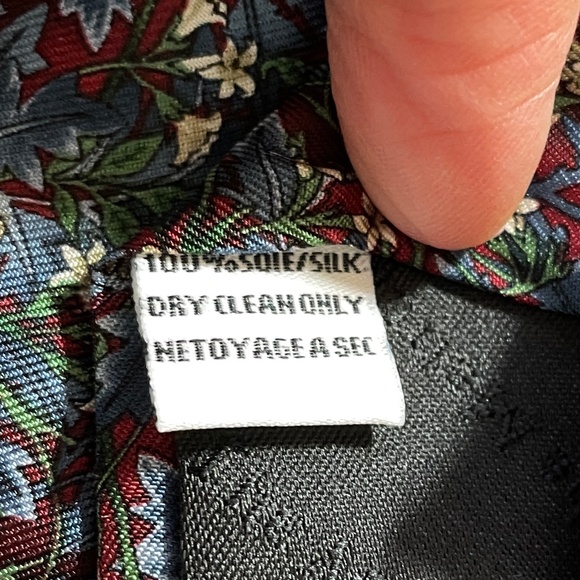 100%SOIE/SILK
DRY CLEAN ONLY
NETOYAGE A SEC